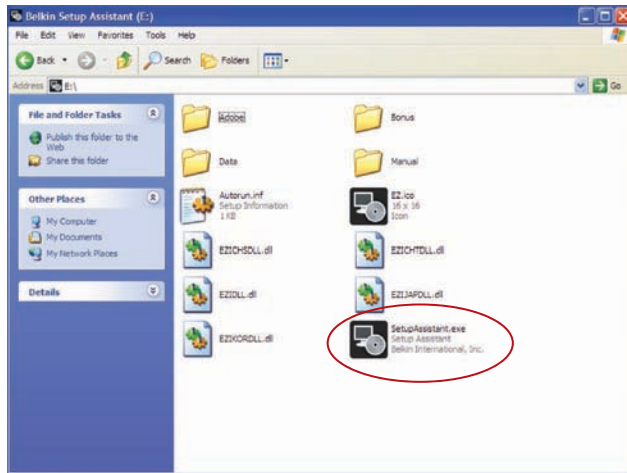 Belkin Setup Assistant (E:)
File Edit View Favorites Tools Help
Back Search Folders
Address E:\ Go
File and Folder Tasks
Publish this folder to the
Web
Share this folder
Other Places
My Computer
My Documents
My Network Places
Details
Adobe
Bonus
Data
Manual
Autorun.inf
Setup Information
1 KB
EZ.ico
16 x 16
Icon
EZICHSDLL.dll
EZICHTDLL.dll
EZIDLL.dll
EZIJAPDLL.dll
EZIKORDLL.dll
SetupAssistant.exe
Setup Assistant
Belkin International, Inc.